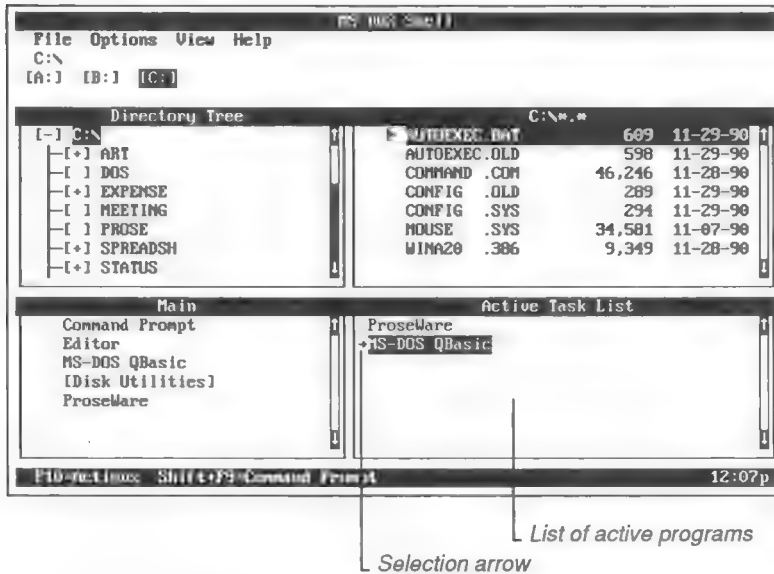 MS-DOS Shell
File Options View Help
C:\
[A:] [B:] [C:]
Directory Tree
[-] C:\
[+] ART
[ ] DOS
[+] EXPENSE
[ ] MEETING
[ ] PROSE
[+] SPREADSH
[+] STATUS
C:\*.*
AUTOEXEC.BAT 609 11-29-90
AUTOEXEC.OLD 598 11-29-90
COMMAND .COM 46,246 11-28-90
CONFIG .OLD 289 11-29-90
CONFIG .SYS 294 11-29-90
MOUSE .SYS 34,581 11-07-90
WINA20 .386 9,349 11-28-90
Main
Command Prompt
Editor
MS-DOS QBasic
[Disk Utilities]
ProseWare
Active Task List
ProseWare
MS-DOS QBasic
F10=Actions Shift+F9=Command Prompt 12:07p
List of active programs
Selection arrow